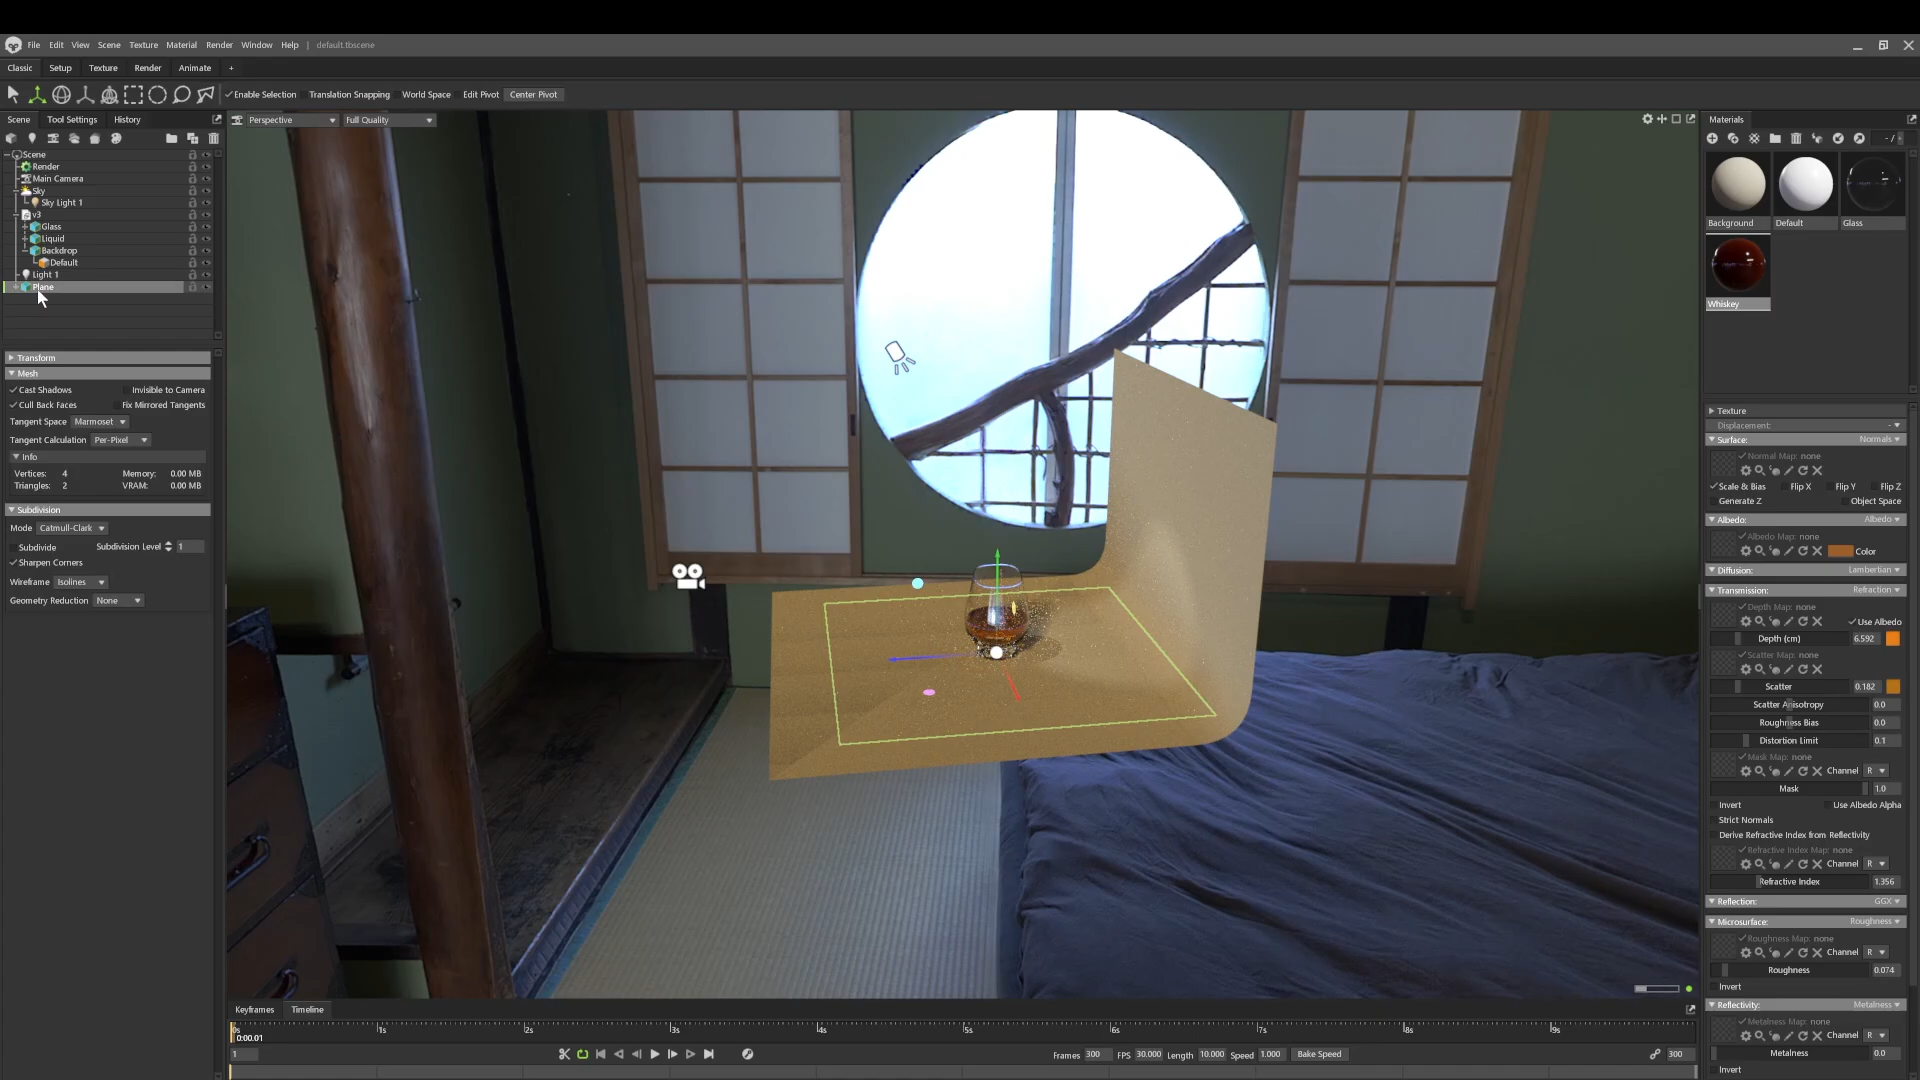 File Edit View Scene Texture Material Render Window Help | default.tbscene
Classic Setup Texture Render Animate +
Enable Selection Translation Snapping World Space Edit Pivot Center Pivot
Scene Tool Settings History
Perspective Full Quality
Scene
Render
Main Camera
Sky
Sky Light 1
v3
Glass
Liquid
Backdrop
Default
Light 1
Plane
Transform
Mesh
Cast Shadows Invisible to Camera
Cull Back Faces Fix Mirrored Tangents
Tangent Space Marmoset
Tangent Calculation Per-Pixel
Info
Vertices: 4 Memory: 0.00 MB
Triangles: 2 VRAM: 0.00 MB
Subdivision
Mode Catmull-Clark
Subdivide Subdivision Level 1
Sharpen Corners
Wireframe Isolines
Geometry Reduction None
Materials
Background Default Glass
Whiskey
Texture
Displacement:
Surface: Normals
Normal Map: none
Scale & Bias Flip X Flip Y Flip Z
Generate Z Object Space
Albedo: Albedo
Albedo Map: none
Color
Diffusion: Lambertian
Transmission: Refraction
Depth Map: none
Use Albedo
Depth (cm) 6.592
Scatter Map: none
Scatter 0.182
Scatter Anisotropy 0.0
Roughness Bias 0.0
Distortion Limit 0.1
Mask Map: none
Channel R
Mask 1.0
Invert Use Albedo Alpha
Strict Normals
Derive Refractive Index from Reflectivity
Refractive Index Map: none
Channel R
Refractive Index 1.356
Reflection: GGX
Microsurface: Roughness
Roughness Map: none
Channel R
Roughness 0.074
Invert
Reflectivity: Metalness
Metalness Map: none
Channel R
Metalness 0.0
Invert
Keyframes Timeline
0s 1s 2s 3s 4s 5s 6s 7s 8s 9s
0:00.01
1 Frames 300 FPS 30.000 Length 10.000 Speed 1.000 Bake Speed 300